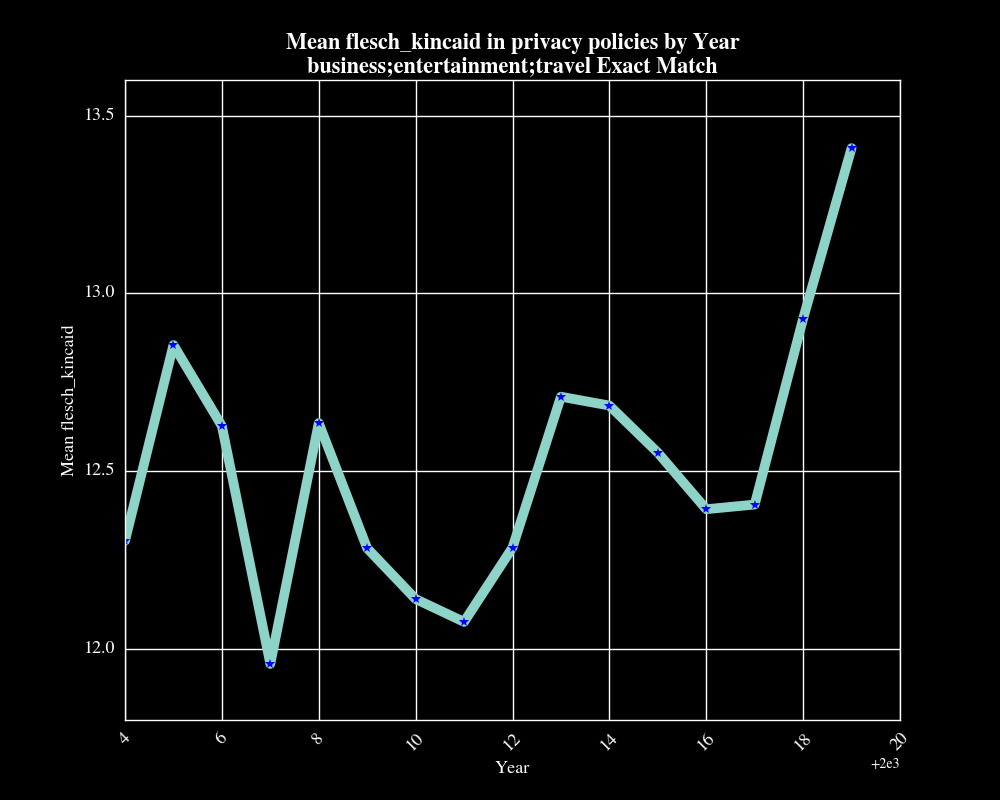 Mean flesch_kincaid in privacy policies by Year
business;entertainment;travel Exact Match
13.5
13.0
12.5
12.0
Mean flesch_kincaid
4 6 8 10 12 14 16 18 20
Year
+2e3